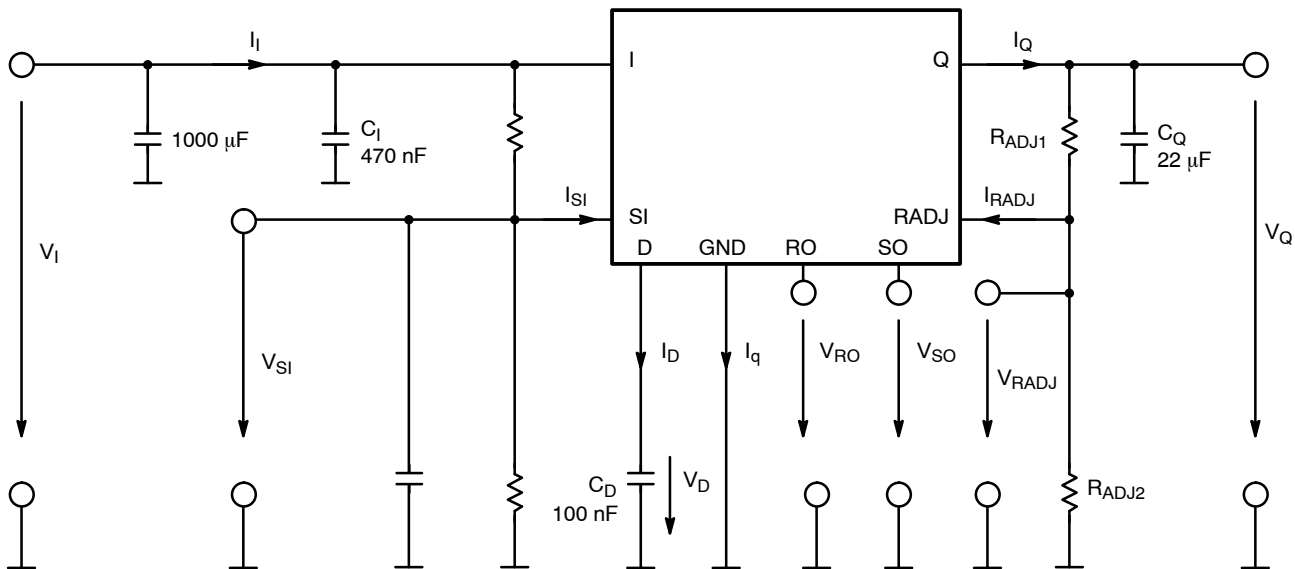 I_I
I_Q
I
Q
1000 μF
C_I
470 nF
R_ADJ1
C_Q
22 μF
I_SI
I_RADJ
SI
RADJ
D
GND
RO
SO
V_I
V_Q
V_SI
I_D
I_q
V_RO
V_SO
V_RADJ
C_D
100 nF
V_D
R_ADJ2